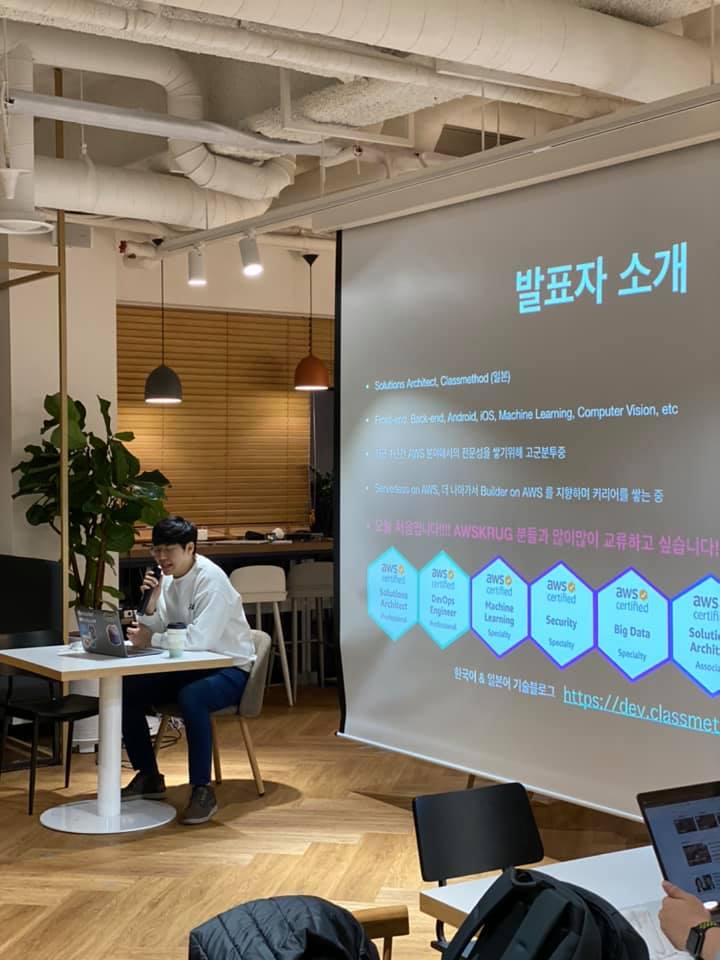 발표자 소개
• Solutions Architect, Classmethod (일본)
• Front-end, Back-end, Android, iOS, Machine Learning, Computer Vision, etc
AWS 분야에서의 전문성을 쌓기위해 고군분투중
Serverless on AWS, 더 나아가서 Builder on AWS 를 지향하며 커리어를 쌓는 중
• 오늘 처음뵙니다!!!! AWSKRUG 분들과 많이많이 교류하고 싶습니다!
aws certified Solutions Architect Professional
aws certified DevOps Engineer Professional
aws certified Machine Learning Specialty
aws certified Security Specialty
aws certified Big Data Specialty
aws
한국어 & 일본어 기술블로그 https://dev.classmet